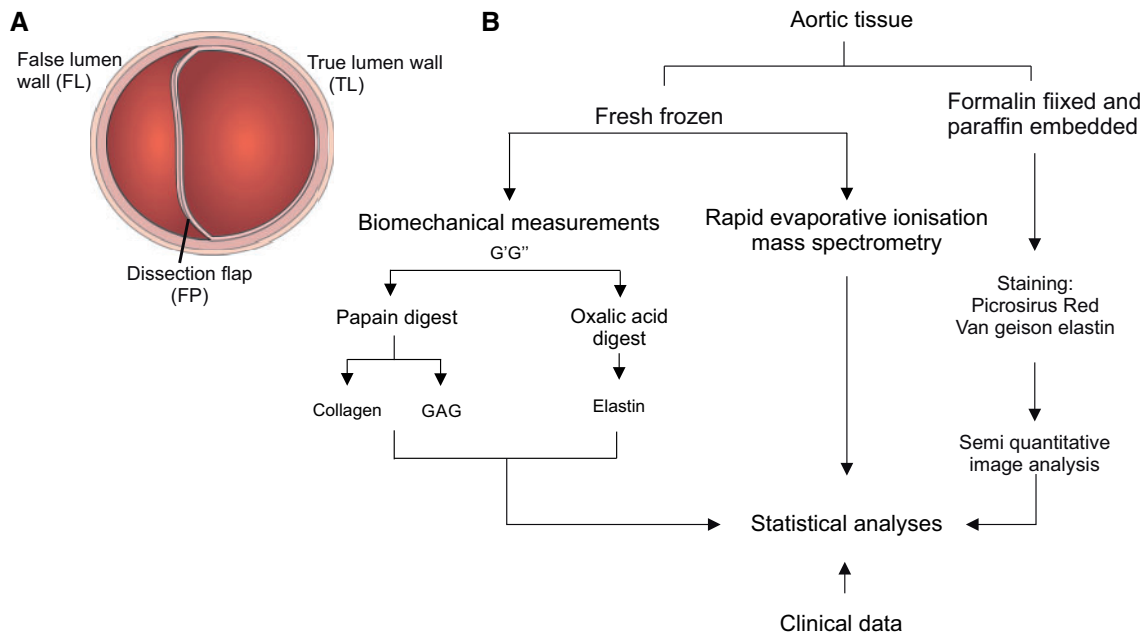 A
False lumen
wall (FL)
True lumen wall
(TL)
Dissection flap
(FP)
B
Aortic tissue
Fresh frozen
Formalin fiixed and
paraffin embedded
Biomechanical measurements
G'G''
Rapid evaporative ionisation
mass spectrometry
Papain digest
Oxalic acid
digest
Staining:
Picrosirus Red
Van geison elastin
Collagen
GAG
Elastin
Semi quantitative
image analysis
Statistical analyses
Clinical data